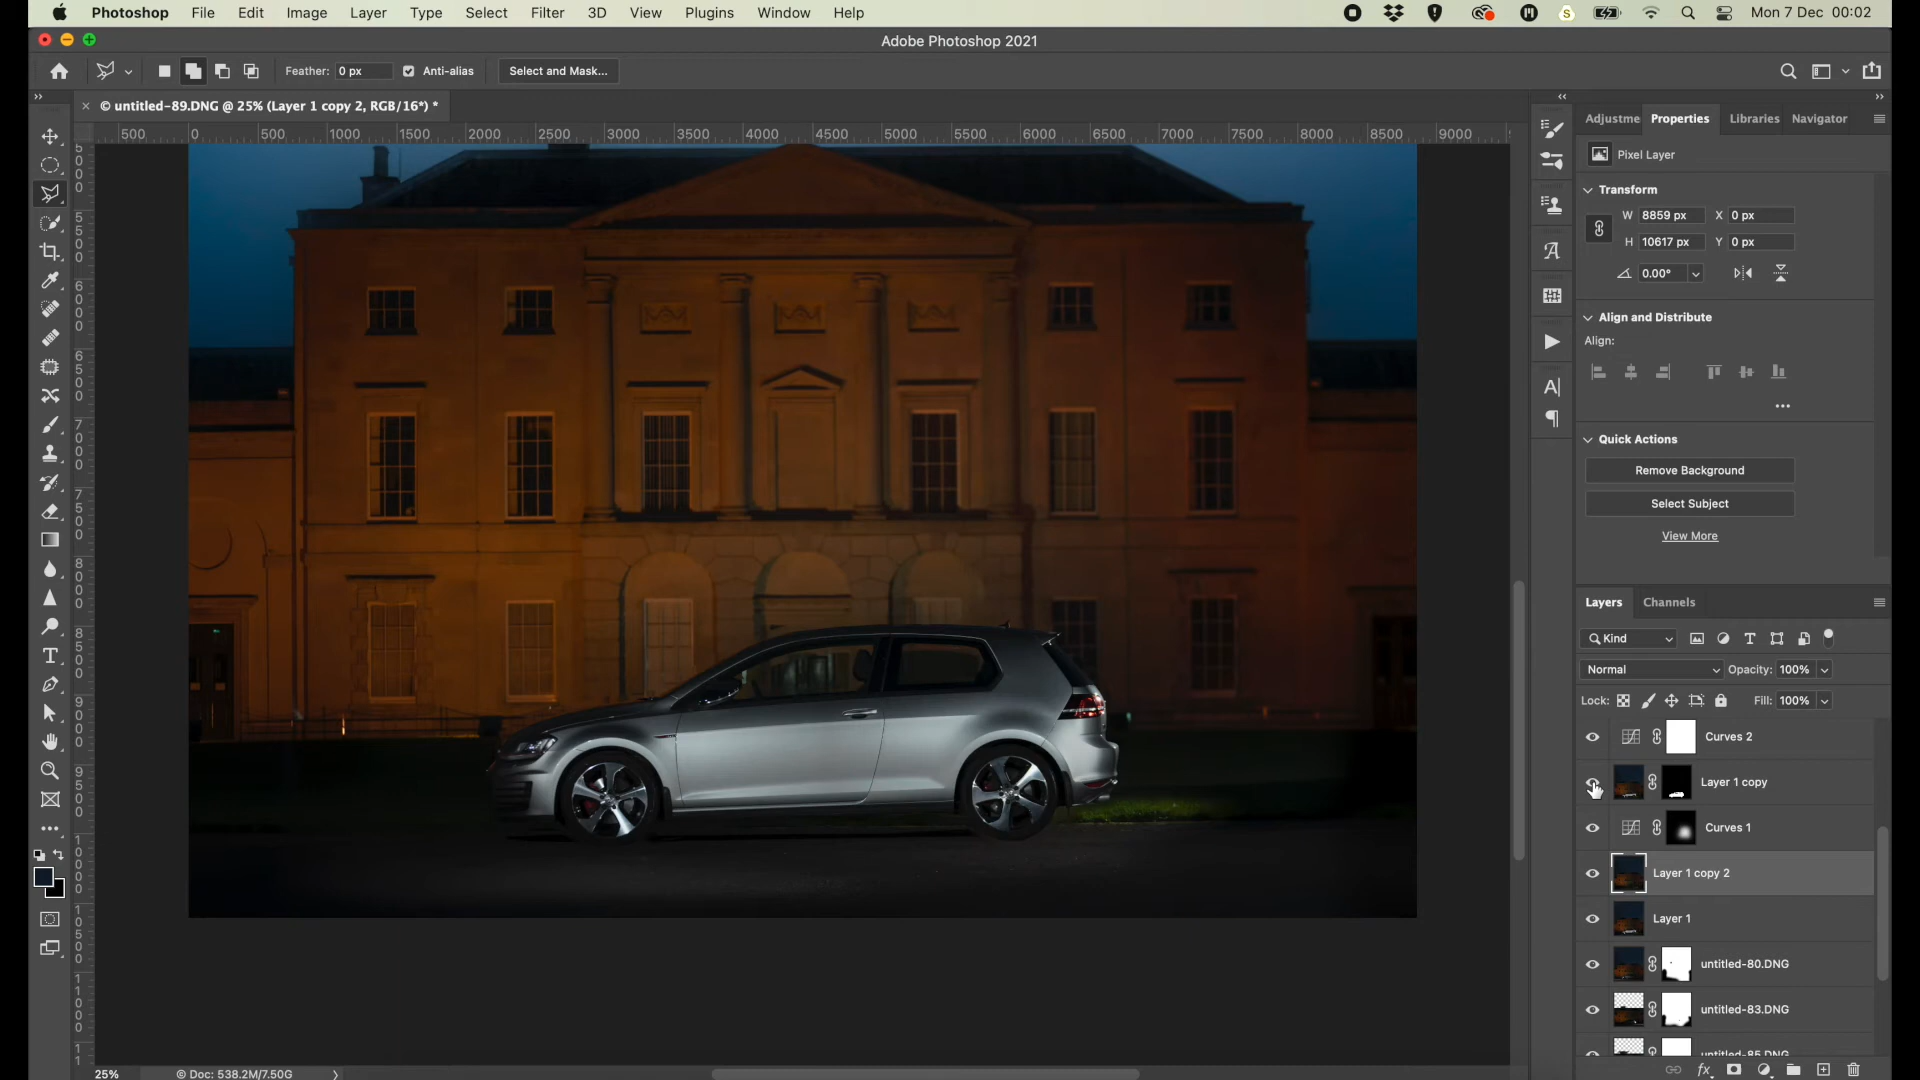 Photoshop File Edit Image Layer Type Select Filter 3D View Plugins Window Help S Mon 7 Dec 00:02
Adobe Photoshop 2021
Feather: 0 px Anti-alias Select and Mask...
© untitled-89.DNG @ 25% (Layer 1 copy 2, RGB/16*) *
500 0 500 1000 1500 2000 2500 3000 3500 4000 4500 5000 5500 6000 6500 7000 7500 8000 8500 9000
Adjustme Properties Libraries Navigator
Pixel Layer
Transform
W 8859 px X 0 px
H 10617 px Y 0 px
0.00°
Align and Distribute
Align:
Quick Actions
Remove Background
Select Subject
View More
Layers Channels
Kind
Normal Opacity: 100%
Lock: Fill: 100%
Curves 2
Layer 1 copy
Curves 1
Layer 1 copy 2
Layer 1
untitled-80.DNG
untitled-83.DNG
untitled-85.DNG
25% © Doc: 538.2M/7.50G